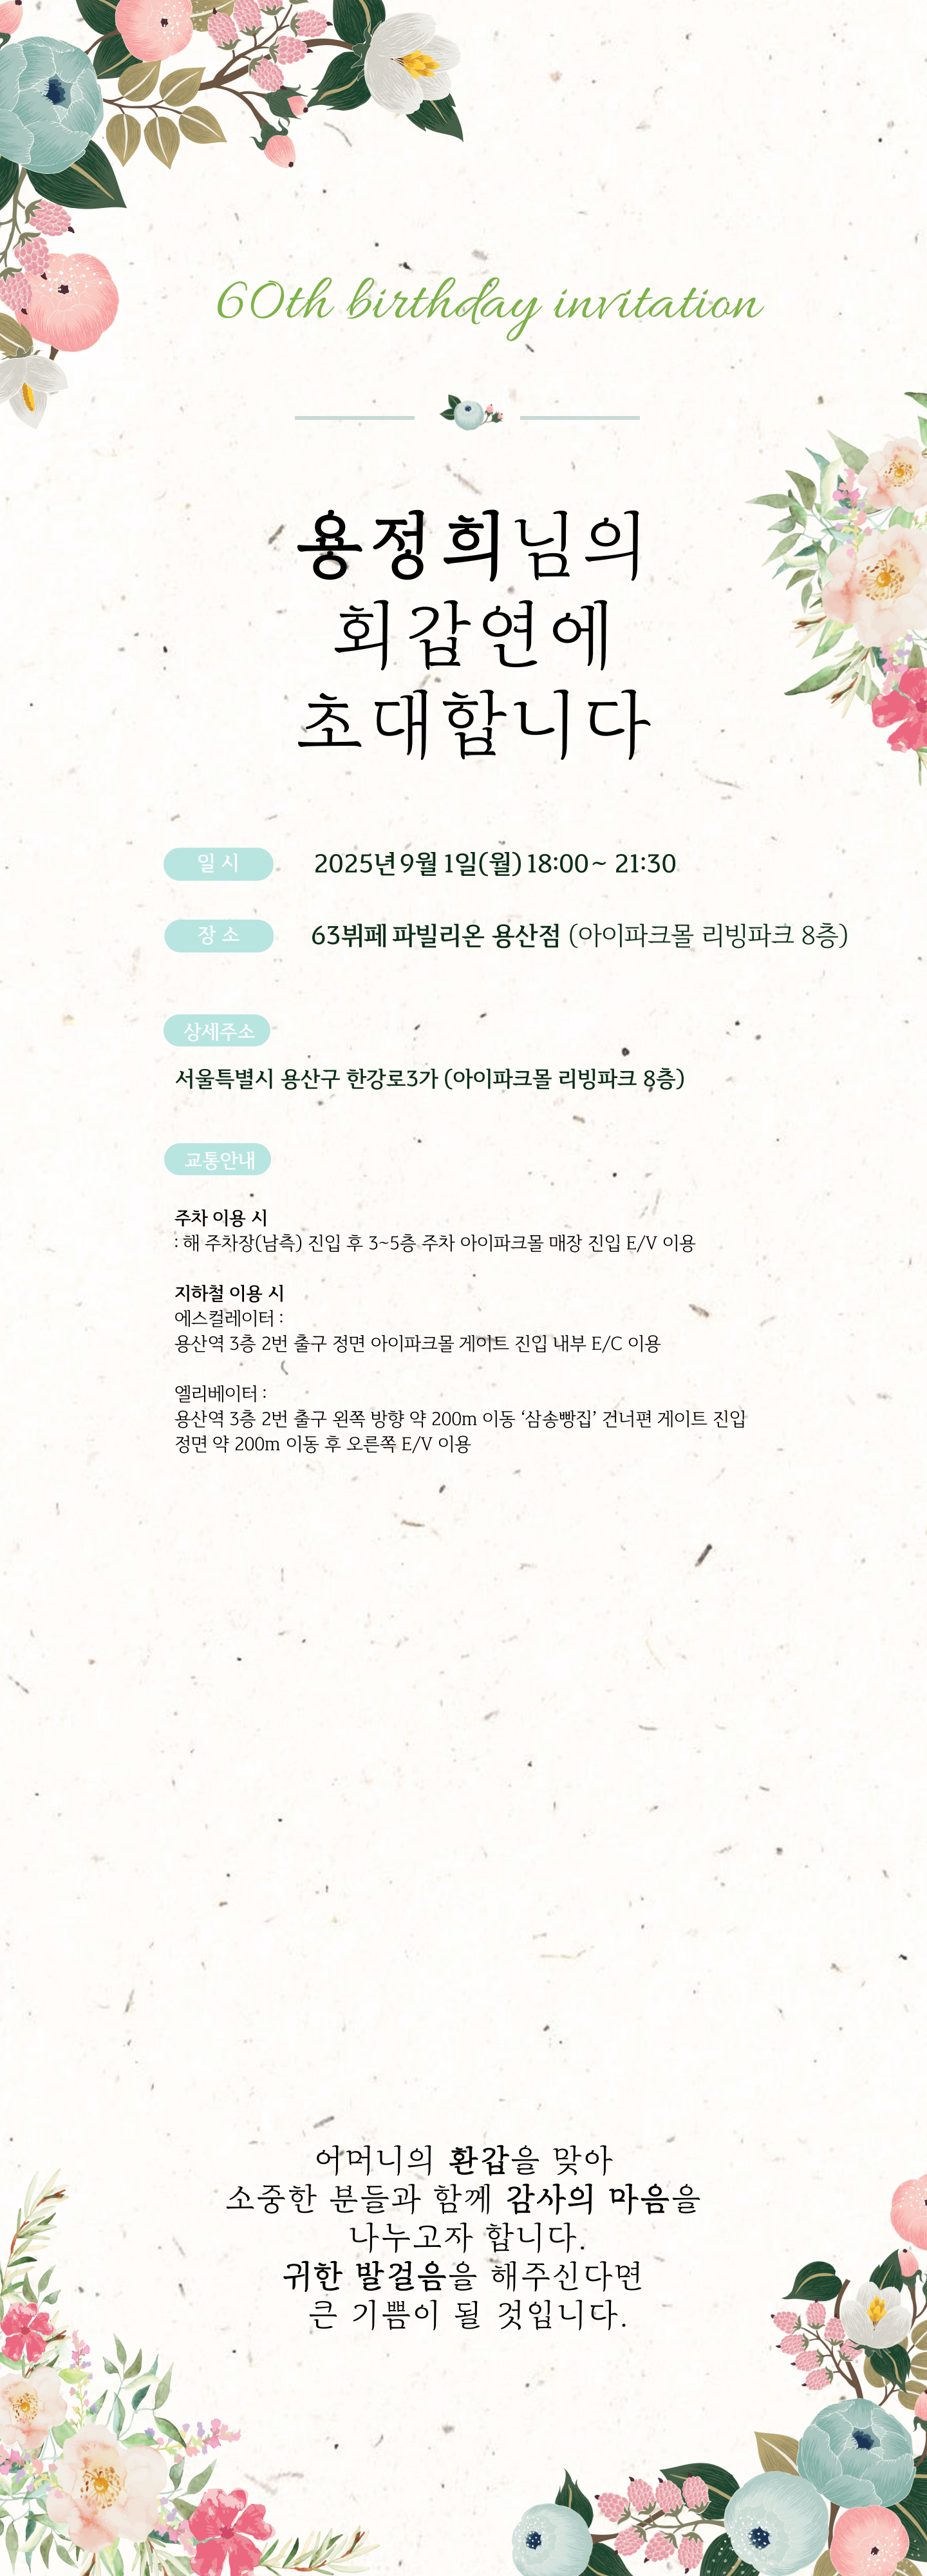 60th birthday invitation
용정희님의
회갑연에
초대합니다
일 시
2025년 9월 1일(월) 18:00~ 21:30
장 소
63뷔페 파빌리온 용산점 (아이파크몰 리빙파크 8층)
상세주소
서울특별시 용산구 한강로3가 (아이파크몰 리빙파크 8층)
교통안내
주차 이용 시
: 해 주차장(남측) 진입 후 3~5층 주차 아이파크몰 매장 진입 E/V 이용
지하철 이용 시
에스컬레이터 :
용산역 3층 2번 출구 정면 아이파크몰 게이트 진입 내부 E/C 이용
엘리베이터 :
용산역 3층 2번 출구 왼쪽 방향 약 200m 이동 ‘삼송빵집’ 건너편 게이트 진입
정면 약 200m 이동 후 오른쪽 E/V 이용
어머니의 환갑을 맞아
소중한 분들과 함께 감사의 마음을
나누고자 합니다.
귀한 발걸음을 해주신다면
큰 기쁨이 될 것입니다.